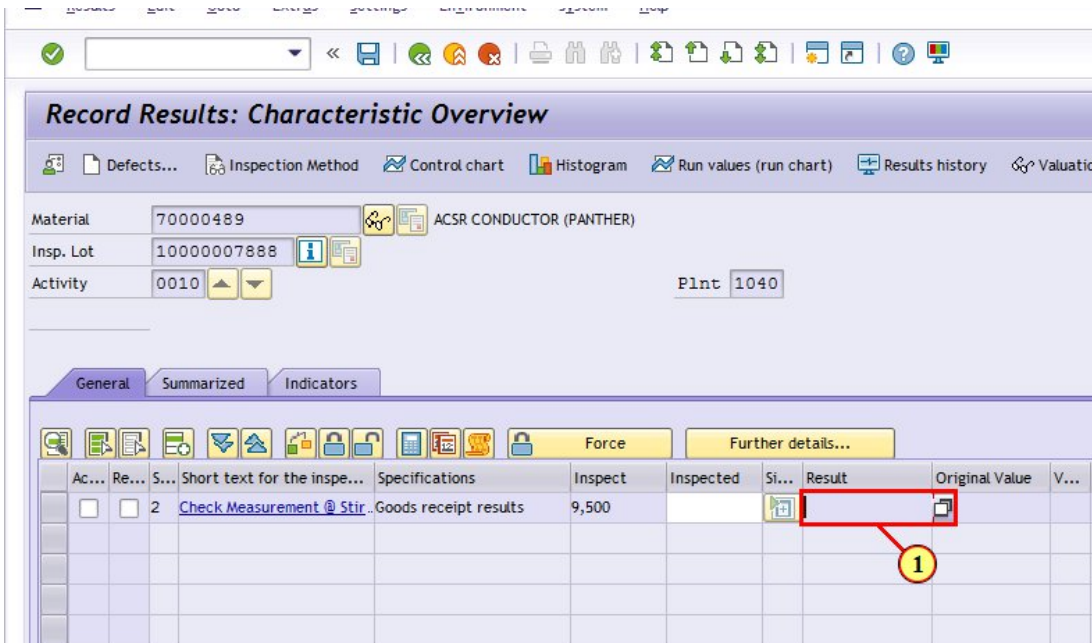 Record Results: Characteristic Overview
Defects... Inspection Method Control chart Histogram Run values (run chart) Results history
Material 70000489 ACSR CONDUCTOR (PANTHER)
Insp. Lot 10000007888
Activity 0010 Plnt 1040
General Summarized Indicators
Force Further details...
Ac... Re... S... Short text for the inspe... Specifications Inspect Inspected Si... Result Original Value V...
2 Check Measurement @ Stir.. Goods receipt results 9,500
1